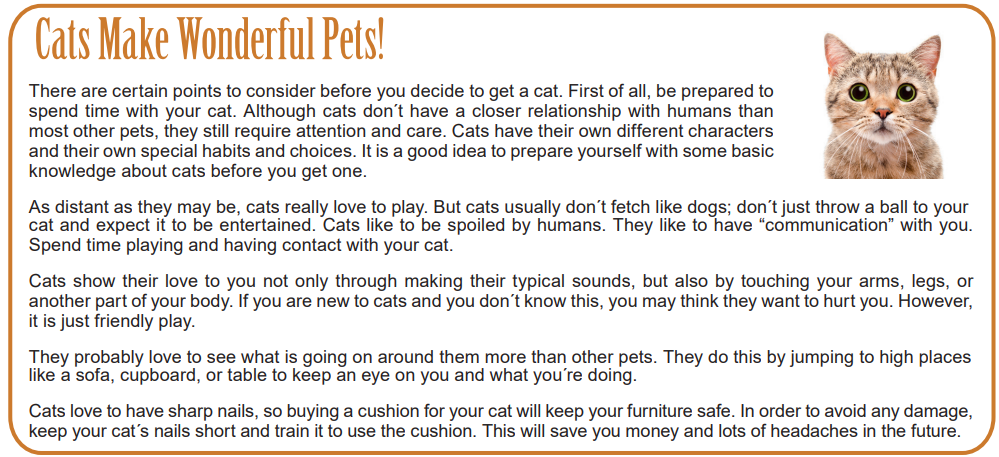 Cats Make Wonderful Pets!
There are certain points to consider before you decide to get a cat. First of all, be prepared to
spend time with your cat. Although cats don´t have a closer relationship with humans than
most other pets, they still require attention and care. Cats have their own different characters
and their own special habits and choices. It is a good idea to prepare yourself with some basic
knowledge about cats before you get one.
As distant as they may be, cats really love to play. But cats usually don´t fetch like dogs; don´t just throw a ball to your
cat and expect it to be entertained. Cats like to be spoiled by humans. They like to have “communication” with you.
Spend time playing and having contact with your cat.
Cats show their love to you not only through making their typical sounds, but also by touching your arms, legs, or
another part of your body. If you are new to cats and you don´t know this, you may think they want to hurt you. However,
it is just friendly play.
They probably love to see what is going on around them more than other pets. They do this by jumping to high places
like a sofa, cupboard, or table to keep an eye on you and what you´re doing.
Cats love to have sharp nails, so buying a cushion for your cat will keep your furniture safe. In order to avoid any damage,
keep your cat´s nails short and train it to use the cushion. This will save you money and lots of headaches in the future.